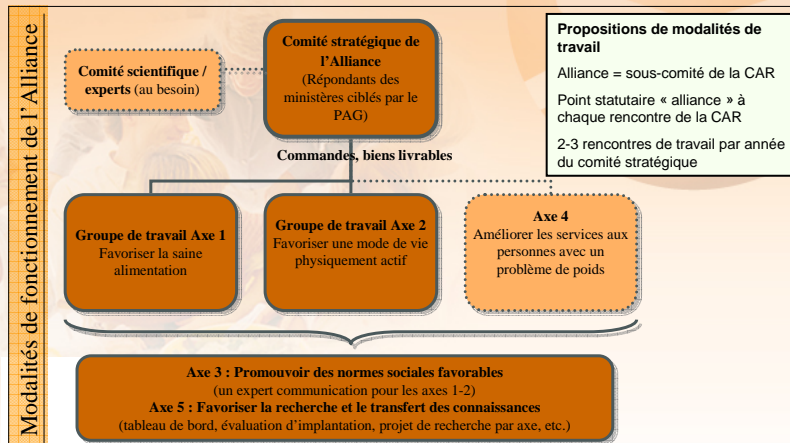 Modalités de fonctionnement de l'Alliance
Comité stratégique de
l'Alliance
(Répondants des
ministères ciblés par le
PAG)
Comité scientifique /
experts (au besoin)
Propositions de modalités de
travail
Alliance = sous-comité de la CAR
Point statutaire « alliance » à
chaque rencontre de la CAR
2-3 rencontres de travail par année
du comité stratégique
Commandes, biens livrables
Groupe de travail Axe 1
Favoriser la saine
alimentation
Groupe de travail Axe 2
Favoriser une mode de vie
physiquement actif
Axe 4
Améliorer les services aux
personnes avec un
problème de poids
Axe 3 : Promouvoir des normes sociales favorables
(un expert communication pour les axes 1-2)
Axe 5 : Favoriser la recherche et le transfert des connaissances
(tableau de bord, évaluation d'implantation, projet de recherche par axe, etc.)